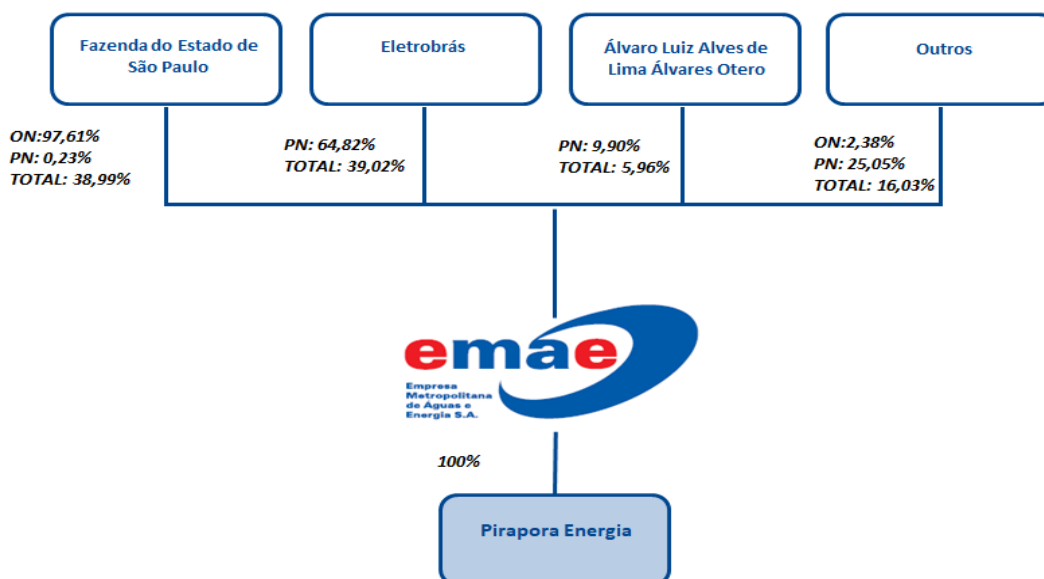 Fazenda do Estado de
São Paulo
Eletrobrás
Álvaro Luiz Alves de
Lima Álvares Otero
Outros
ON:97,61%
PN: 0,23%
TOTAL: 38,99%
PN: 64,82%
TOTAL: 39,02%
PN: 9,90%
TOTAL: 5,96%
ON:2,38%
PN: 25,05%
TOTAL: 16,03%
emae
Empresa
Metropolitana
de Águas e
Energia S.A.
100%
Pirapora Energia